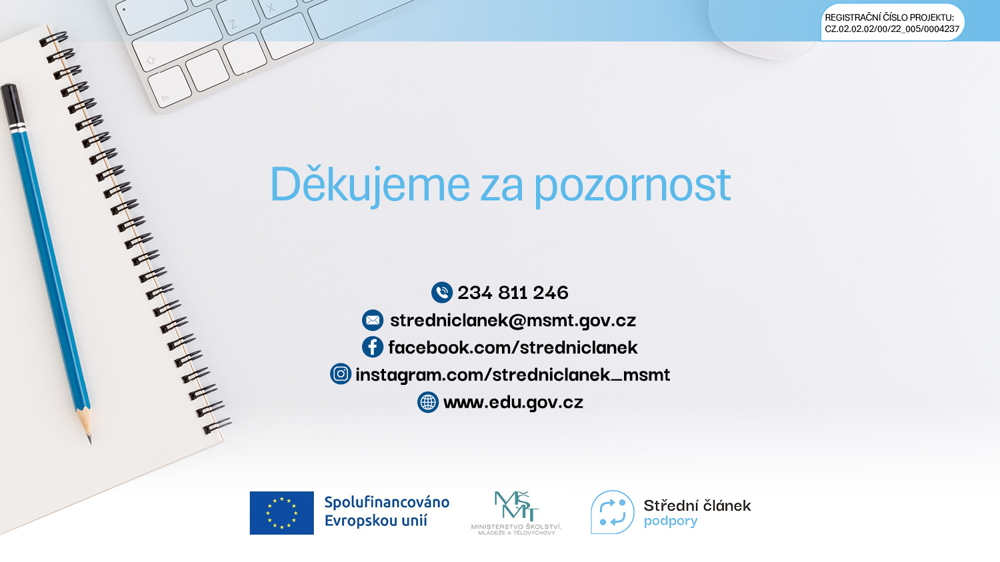 REGISTRAČNÍ ČÍSLO PROJEKTU:
CZ.02.02.02/00/22_005/0004237
Z
X
fn
Děkujeme za pozornost
234 811 246
stredniclanek@msmt.gov.cz
facebook.com/stredniclanek
instagram.com/stredniclanek_msmt
www.edu.gov.cz
Spolufinancováno
Evropskou unií
MŠMT
MINISTERSTVO ŠKOLSTVÍ,
MLÁDEŽE A TĚLOVÝCHOVY
Střední článek
podpory